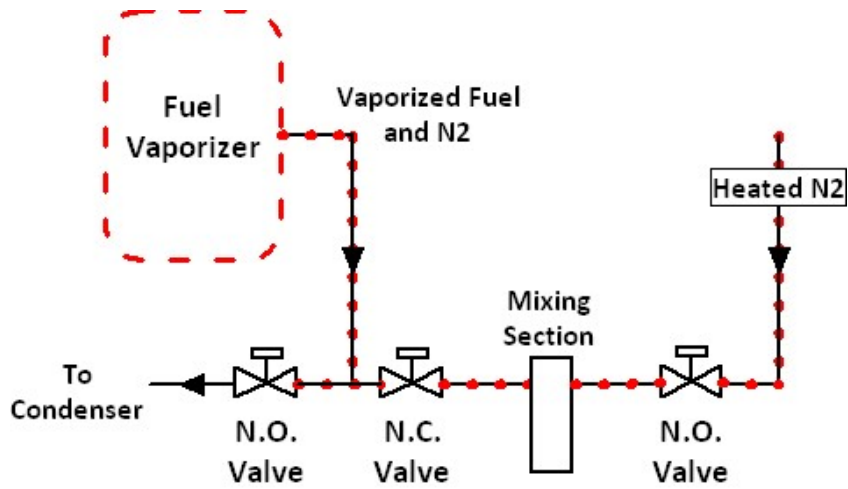 Fuel
Vaporizer
Vaporized Fuel
and N2
Heated N2
Mixing
Section
To
Condenser
N.O.
Valve
N.C.
Valve
N.O.
Valve